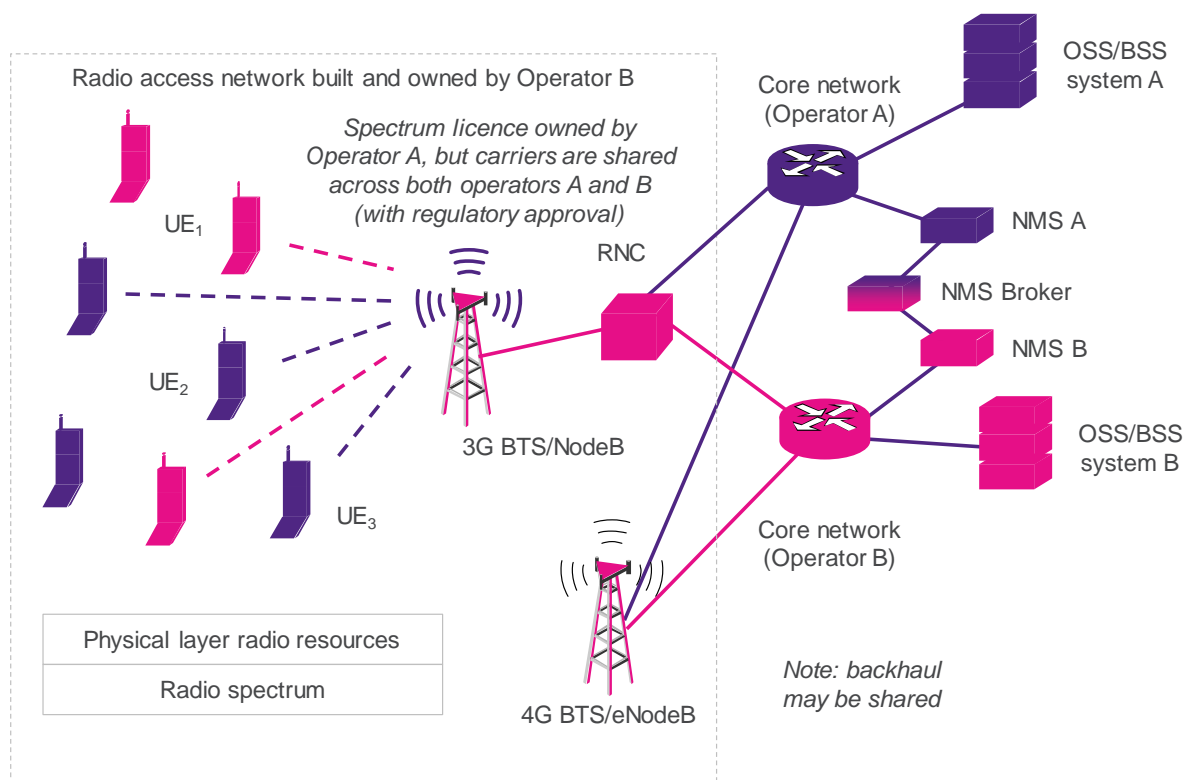 Radio access network built and owned by Operator B
Spectrum licence owned by
Operator A, but carriers are shared
across both operators A and B
(with regulatory approval)
UE1
UE2
UE3
3G BTS/NodeB
RNC
4G BTS/eNodeB
Physical layer radio resources
Radio spectrum
Core network
(Operator A)
OSS/BSS
system A
NMS A
NMS Broker
NMS B
OSS/BSS
system B
Core network
(Operator B)
Note: backhaul
may be shared